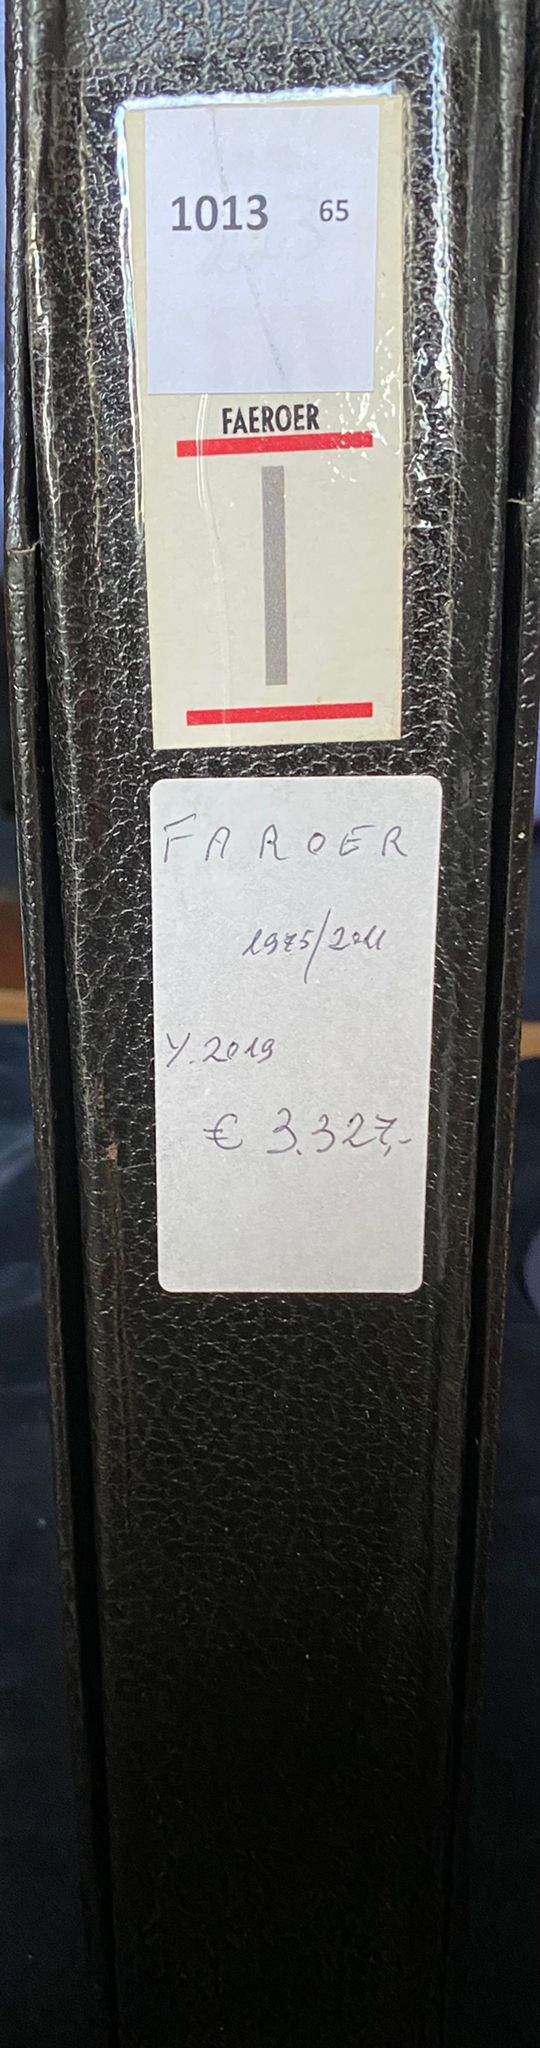 1013 65
FAEROER
I
FAROER
1975/2011
Y. 2019
€ 3.327,-